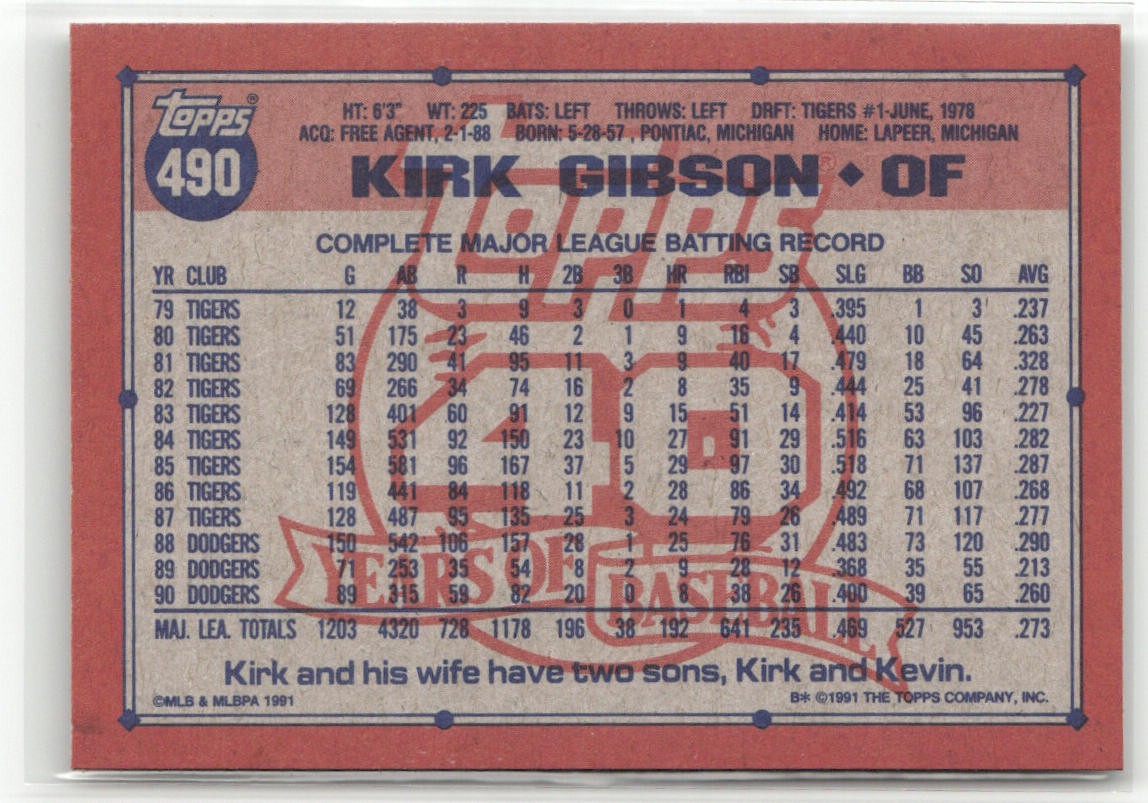 Topps® HT: 6'3" WT: 225 BATS: LEFT THROWS: LEFT DRFT: TIGERS #1-JUNE, 1978
ACQ: FREE AGENT, 2-1-88 BORN: 5-28-57, PONTIAC, MICHIGAN HOME: LAPEER, MICHIGAN
490 KIRK GIBSON ◆ OF
Topps®
40
YEARS OF BASEBALL
COMPLETE MAJOR LEAGUE BATTING RECORD
YR CLUB G AB R H 2B 3B HR RBI SB SLG BB SO AVG
79 TIGERS 12 38 3 9 3 0 1 4 3 .395 1 3 .237
80 TIGERS 51 175 23 46 2 1 9 16 4 .440 10 45 .263
81 TIGERS 83 290 41 95 11 3 9 40 17 .479 18 64 .328
82 TIGERS 69 266 34 74 16 2 8 35 9 .444 25 41 .278
83 TIGERS 128 401 60 91 12 9 15 51 14 .414 53 96 .227
84 TIGERS 149 531 92 150 23 10 27 91 29 .516 63 103 .282
85 TIGERS 154 581 96 167 37 5 29 97 30 .518 71 137 .287
86 TIGERS 119 441 84 118 11 2 28 86 34 .492 68 107 .268
87 TIGERS 128 487 95 135 25 3 24 79 26 .489 71 117 .277
88 DODGERS 150 542 106 157 28 1 25 76 31 .483 73 120 .290
89 DODGERS 71 253 35 54 8 2 9 28 12 .368 35 55 .213
90 DODGERS 89 315 59 82 20 0 8 38 26 .400 39 65 .260
MAJ. LEA. TOTALS 1203 4320 728 1178 196 38 192 641 235 .469 527 953 .273
Kirk and his wife have two sons, Kirk and Kevin.
©MLB & MLBPA 1991 B* ©1991 THE TOPPS COMPANY, INC.